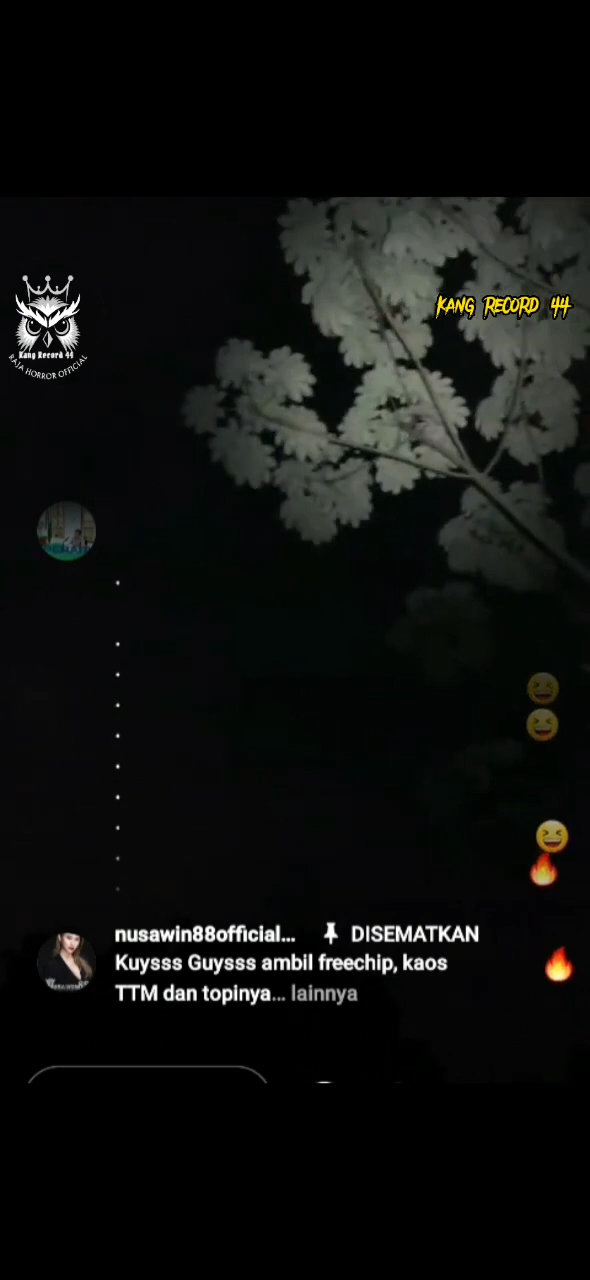 KANG RECORD 44
Kang Record 44
RAJA HORROR OFFICIAL
nusawin88official... DISEMATKAN
Kuysss Guysss ambil freechip, kaos
TTM dan topinya... lainnya